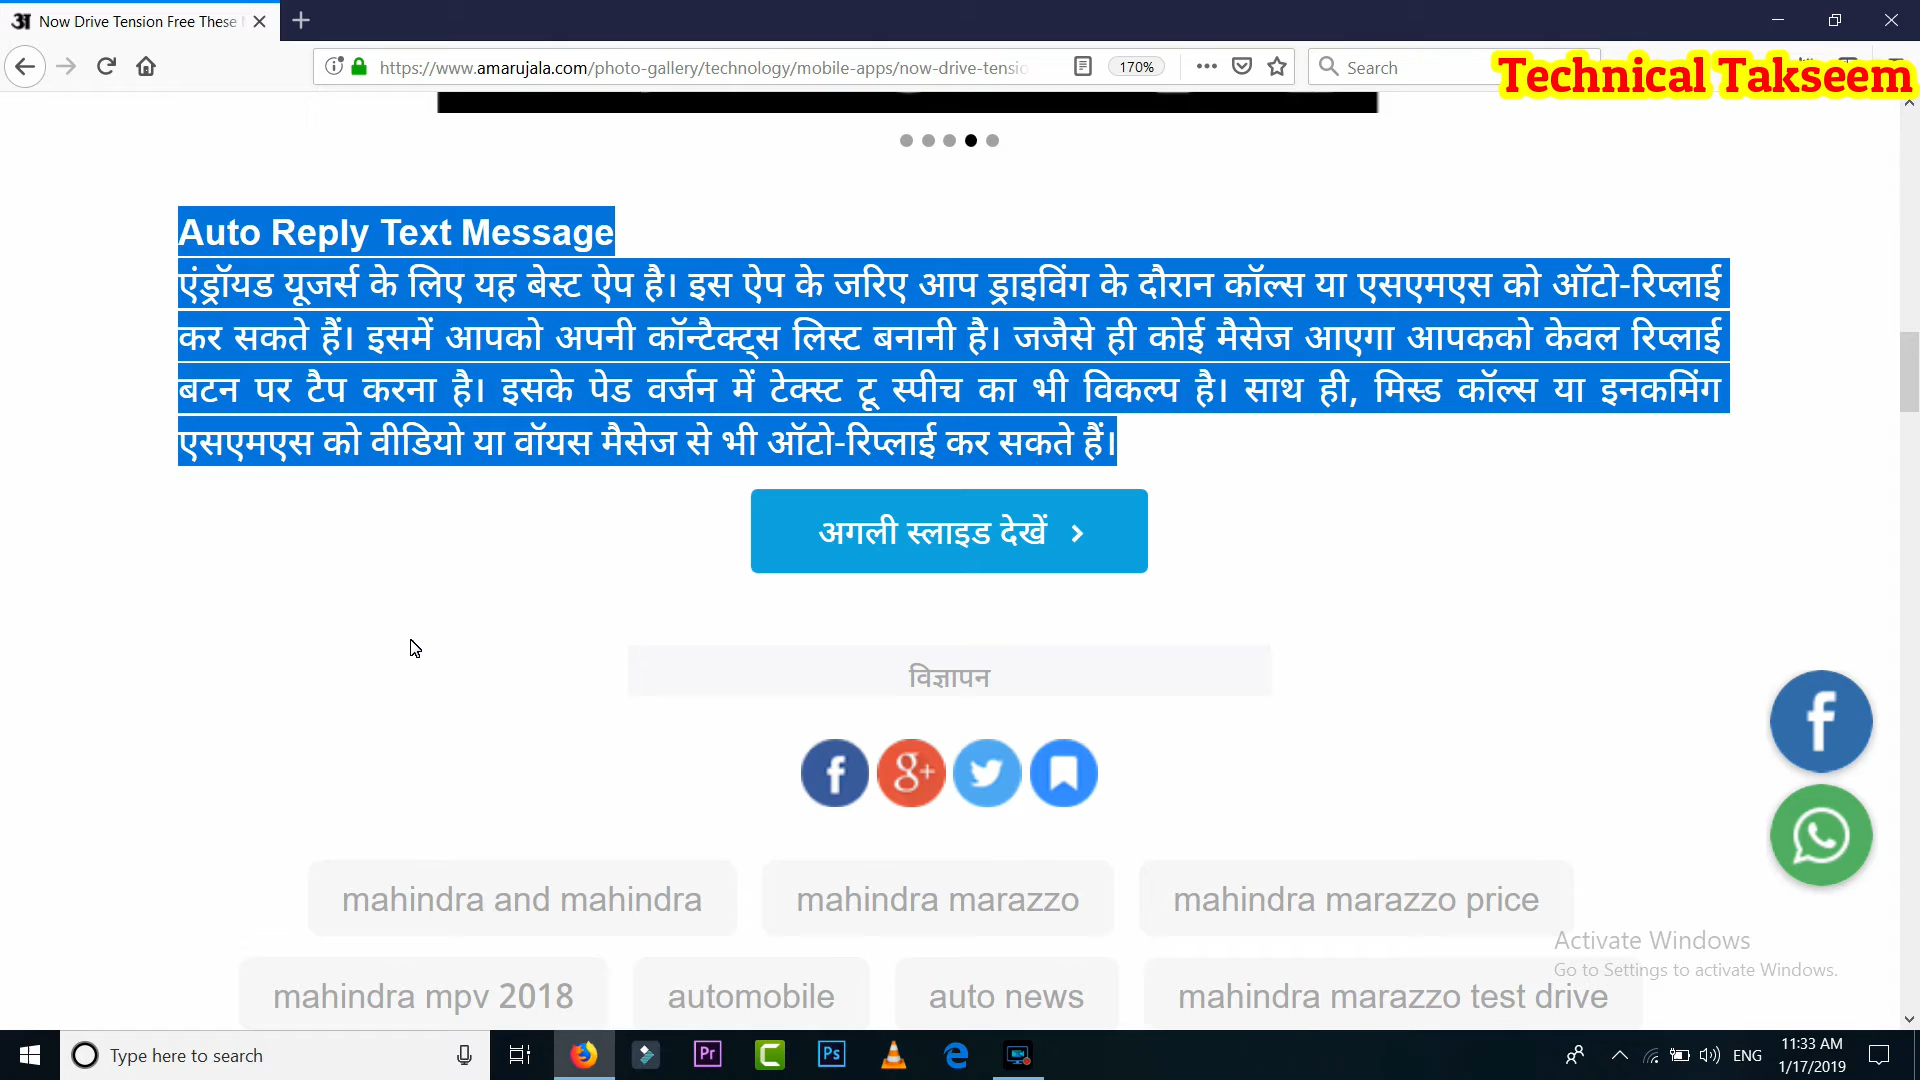 Now Drive Tension Free These
https://www.amarujala.com/photo-gallery/technology/mobile-apps/now-drive-tensio
170%
Search
Technical Takseem
Auto Reply Text Message
एंड्रॉयड यूजर्स के लिए यह बेस्ट ऐप है। इस ऐप के जरिए आप ड्राइविंग के दौरान कॉल्स या एसएमएस को ऑटो-रिप्लाई
कर सकते हैं। इसमें आपको अपनी कॉन्टैक्ट्स लिस्ट बनानी है। जजैसे ही कोई मैसेज आएगा आपकको केवल रिप्लाई
बटन पर टैप करना है। इसके पेड वर्जन में टेक्स्ट टू स्पीच का भी विकल्प है। साथ ही, मिस्ड कॉल्स या इनकमिंग
एसएमएस को वीडियो या वॉयस मैसेज से भी ऑटो-रिप्लाई कर सकते हैं।
अगली स्लाइड देखें
विज्ञापन
mahindra and mahindra
mahindra marazzo
mahindra marazzo price
Activate Windows
Go to Settings to activate Windows.
mahindra mpv 2018
automobile
auto news
mahindra marazzo test drive
Type here to search
Pr
Ps
ENG
11:33 AM
1/17/2019